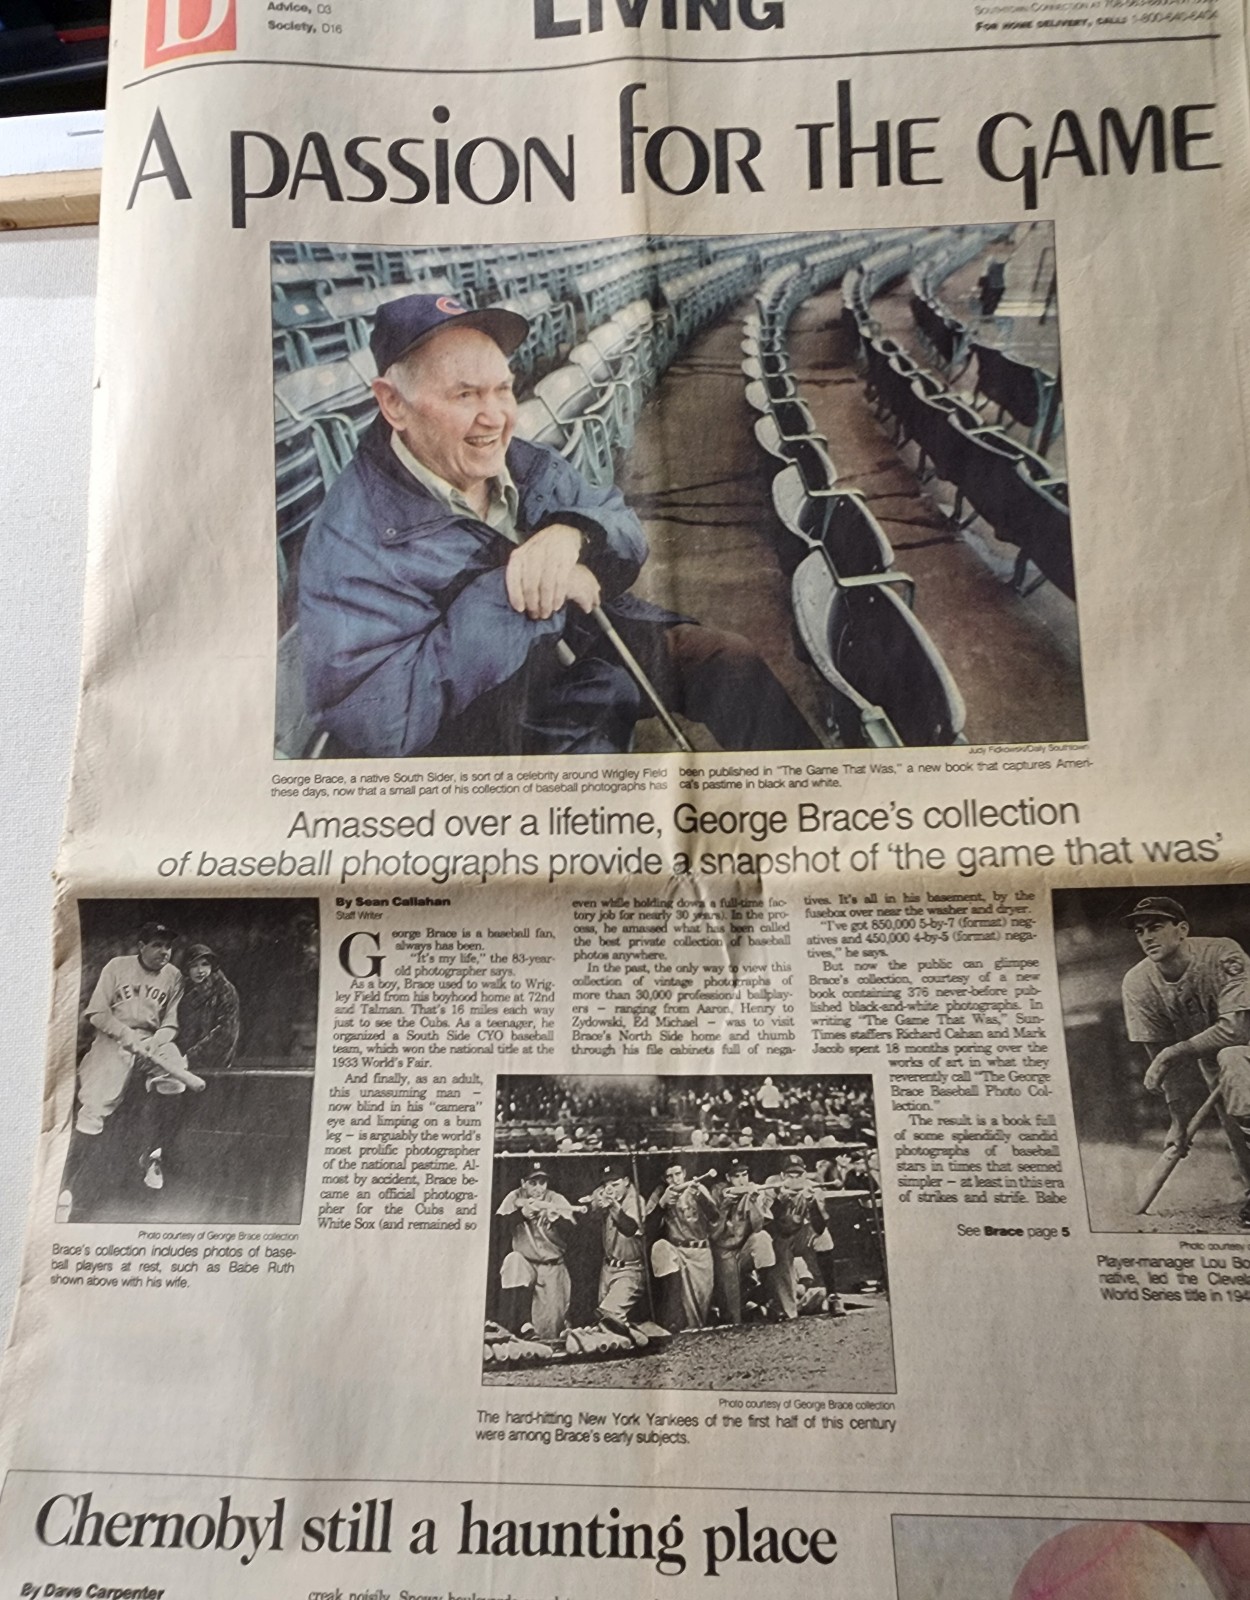 D
Advice, D3
Society, D16
LIVING
FOR HOME DELIVERY, CALL 1-800-
A PASSION FOR THE GAME
C
Judy Fidkowski/Daily Southtown
George Brace, a native South Sider, is sort of a celebrity around Wrigley Field
these days, now that a small part of his collection of baseball photographs has
been published in "The Game That Was," a new book that captures Ameri-
ca's pastime in black and white.
Amassed over a lifetime, George Brace's collection
of baseball photographs provide a snapshot of 'the game that was'
NEW YORK
Photo courtesy of George Brace collection
Brace's collection includes photos of base-
ball players at rest, such as Babe Ruth
shown above with his wife.
By Sean Callahan
Staff Writer
George Brace is a baseball fan,
always has been.
"It's my life," the 83-year-
old photographer says.
As a boy, Brace used to walk to Wrig-
ley Field from his boyhood home at 72nd
and Talman. That's 16 miles each way
just to see the Cubs. As a teenager, he
organized a South Side CYO baseball
team, which won the national title at the
1933 World's Fair.
And finally, as an adult,
this unassuming man –
now blind in his "camera"
eye and limping on a bum
leg – is arguably the world's
most prolific photographer
of the national pastime. Al-
most by accident, Brace be-
came an official photogra-
pher for the Cubs and
White Sox (and remained so
even while holding down a full-time fac-
tory job for nearly 30 years). In the pro-
cess, he amassed what has been called
the best private collection of baseball
photos anywhere.
In the past, the only way to view this
collection of vintage photographs of
more than 30,000 professional ballplay-
ers – ranging from Aaron, Henry to
Zydowski, Ed Michael – was to visit
Brace's North Side home and thumb
through his file cabinets full of nega-
tives. It's all in his basement, by the
fusebox over near the washer and dryer.
"I've got 850,000 5-by-7 (format) neg-
atives and 450,000 4-by-5 (format) nega-
tives," he says.
But now the public can glimpse
Brace's collection, courtesy of a new
book containing 376 never-before pub-
lished black-and-white photographs. In
writing "The Game That Was," Sun-
Times staffers Richard Cahan and Mark
Jacob spent 18 months poring over the
works of art in what they
reverently call "The George
Brace Baseball Photo Col-
lection."
The result is a book full
of some splendidly candid
photographs of baseball
stars in times that seemed
simpler – at least in this era
of strikes and strife. Babe
See Brace page 5
Photo courtesy of George Brace collection
The hard-hitting New York Yankees of the first half of this century
were among Brace's early subjects.
Photo courtesy
Player-manager Lou Bo
native, led the Clevel
World Series title in 194
Chernobyl still a haunting place
By Dave Carpenter
creak noisily. Snowy